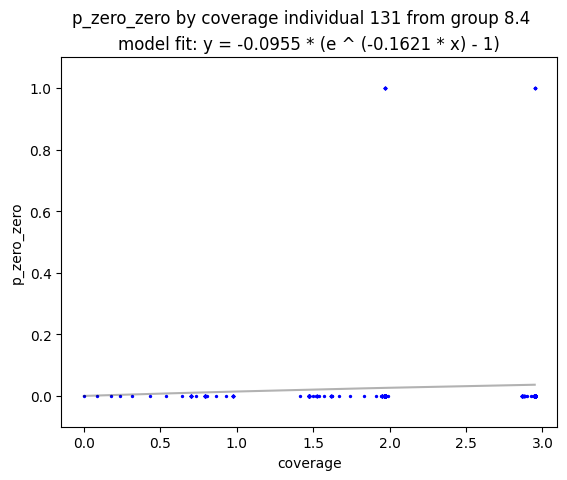 p_zero_zero by coverage individual 131 from group 8.4
model fit: y = -0.0955 * (e ^ (-0.1621 * x) - 1)
1.0
0.8
0.6
0.4
0.2
0.0
p_zero_zero
0.0 0.5 1.0 1.5 2.0 2.5 3.0
coverage